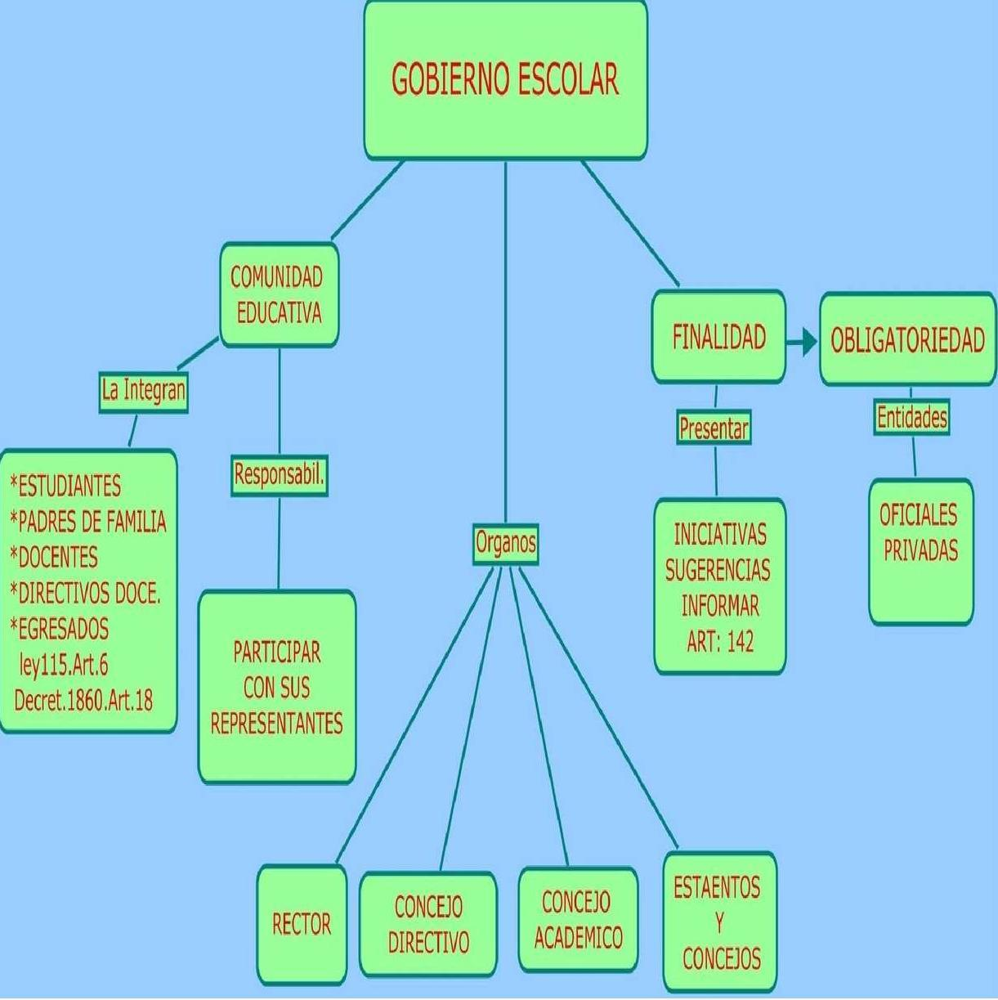 GOBIERNO ESCOLAR
COMUNIDAD
EDUCATIVA
La Integran
*ESTUDIANTES
*PADRES DE FAMILIA
*DOCENTES
*DIRECTIVOS DOCE.
*EGRESADOS
ley115.Art.6
Decret.1860.Art.18
Responsabil.
PARTICIPAR
CON SUS
REPRESENTANTES
Organos
RECTOR
CONCEJO
DIRECTIVO
CONCEJO
ACADEMICO
ESTAENTOS
Y
CONCEJOS
FINALIDAD
Presentar
INICIATIVAS
SUGERENCIAS
INFORMAR
ART: 142
OBLIGATORIEDAD
Entidades
OFICIALES
PRIVADAS